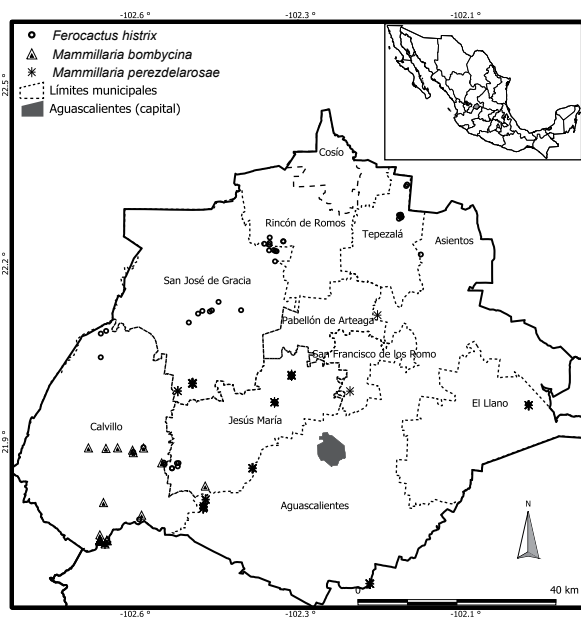 -102.6 °
-102.3 °
-102.1 °
Ferocactus histrix
Mammillaria bombycina
Mammillaria perezdelarosae
Límites municipales
Aguascalientes (capital)
22.5 °
22.2 °
21.9 °
Cosío
Rincón de Romos
Tepezalá
Asientos
San José de Gracia
Pabellón de Arteaga
San Francisco de los Romo
El Llano
Calvillo
Jesús María
Aguascalientes
N
0
40 km
-102.6 °
-102.3 °
-102.1 °